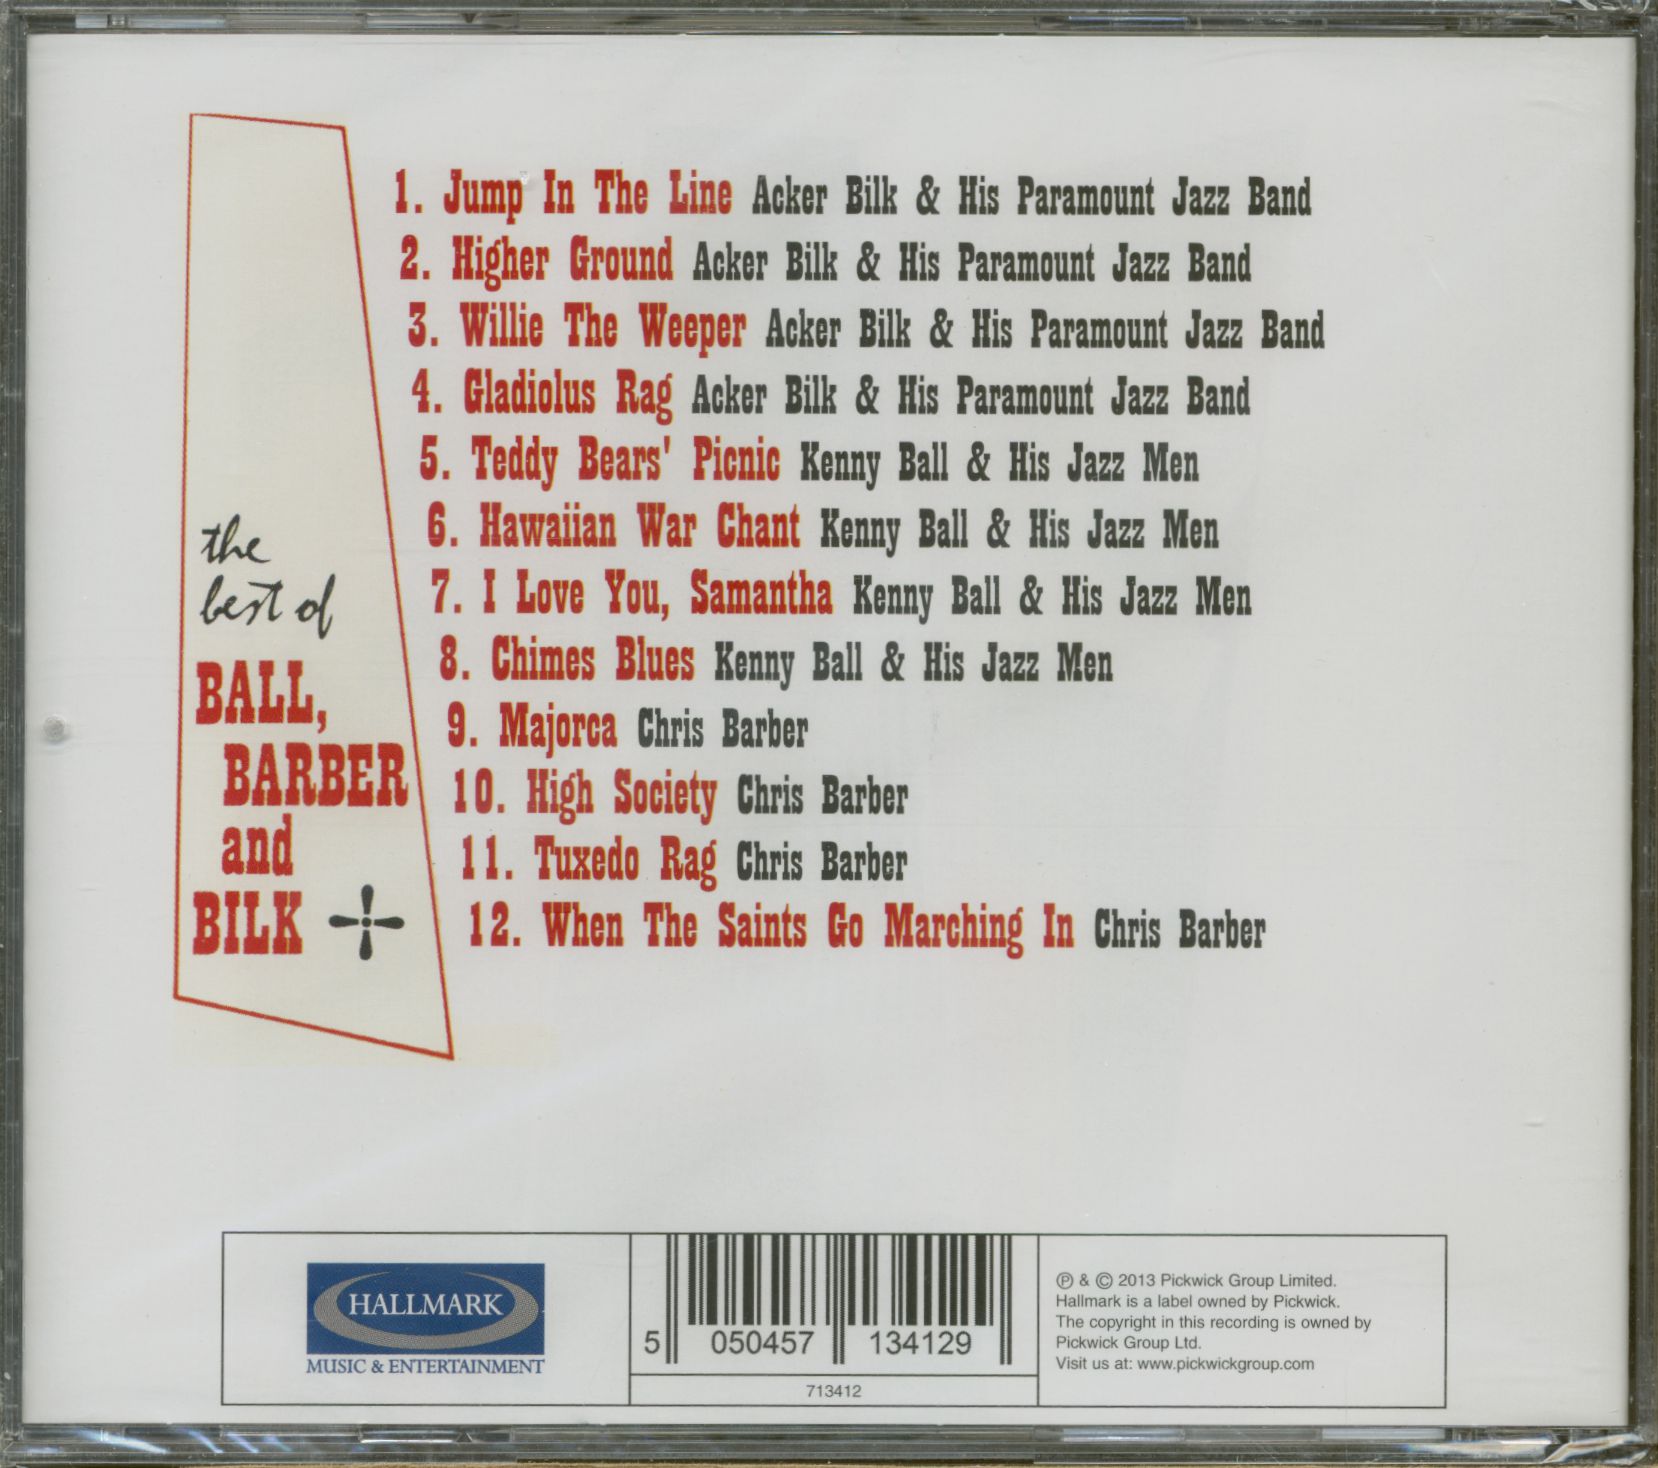 1. Jump In The Line Acker Bilk & His Paramount Jazz Band
2. Higher Ground Acker Bilk & His Paramount Jazz Band
3. Willie The Weeper Acker Bilk & His Paramount Jazz Band
4. Gladiolus Rag Acker Bilk & His Paramount Jazz Band
5. Teddy Bears' Picnic Kenny Ball & His Jazz Men
6. Hawaiian War Chant Kenny Ball & His Jazz Men
7. I Love You, Samantha Kenny Ball & His Jazz Men
8. Chimes Blues Kenny Ball & His Jazz Men
9. Majorca Chris Barber
10. High Society Chris Barber
11. Tuxedo Rag Chris Barber
12. When The Saints Go Marching In Chris Barber
the
best of
BALL,
BARBER
and
BILK
HALLMARK
MUSIC & ENTERTAINMENT
5 050457 134129
713412
℗ & © 2013 Pickwick Group Limited.
Hallmark is a label owned by Pickwick.
The copyright in this recording is owned by
Pickwick Group Ltd.
Visit us at: www.pickwickgroup.com